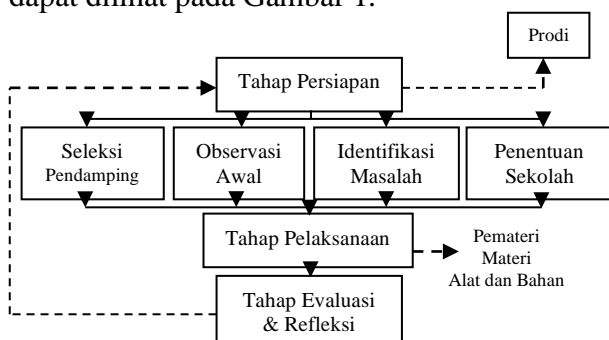 dapat dilihat pada Gambar 1.
Prodi
Tahap Persiapan
Seleksi
Pendamping
Observasi
Awal
Identifikasi
Masalah
Penentuan
Sekolah
Tahap Pelaksanaan
Pemateri
Materi
Alat dan Bahan
Tahap Evaluasi
& Refleksi